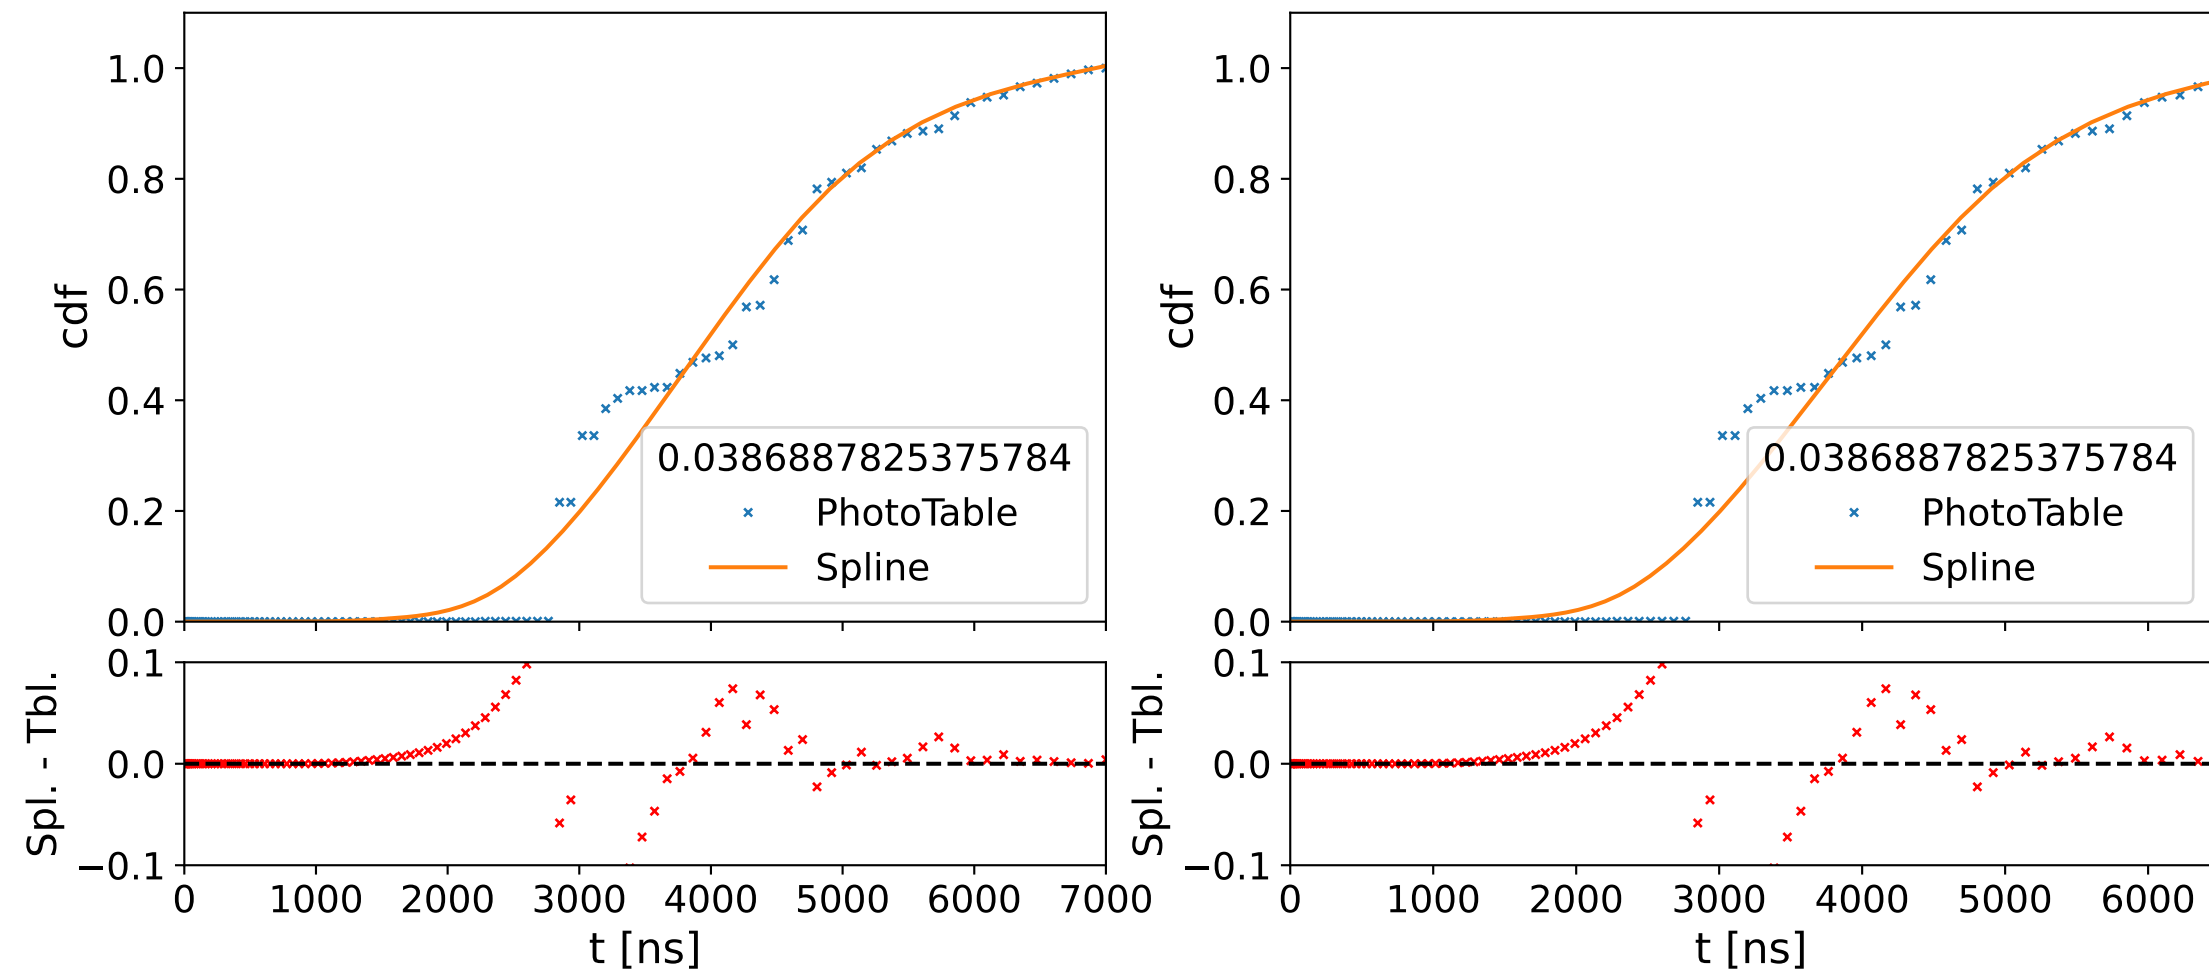 1.0
0.8
0.6
0.4
0.2
0.0
cdf
0.0386887825375784
PhotoTable
Spline
0.1
0.0
−0.1
Spl. - Tbl.
0 1000 2000 3000 4000 5000 6000 7000
t [ns]
1.0
0.8
0.6
0.4
0.2
0.0
cdf
0.0386887825375784
PhotoTable
Spline
0.1
0.0
−0.1
Spl. - Tbl.
0 1000 2000 3000 4000 5000 6000
t [ns]